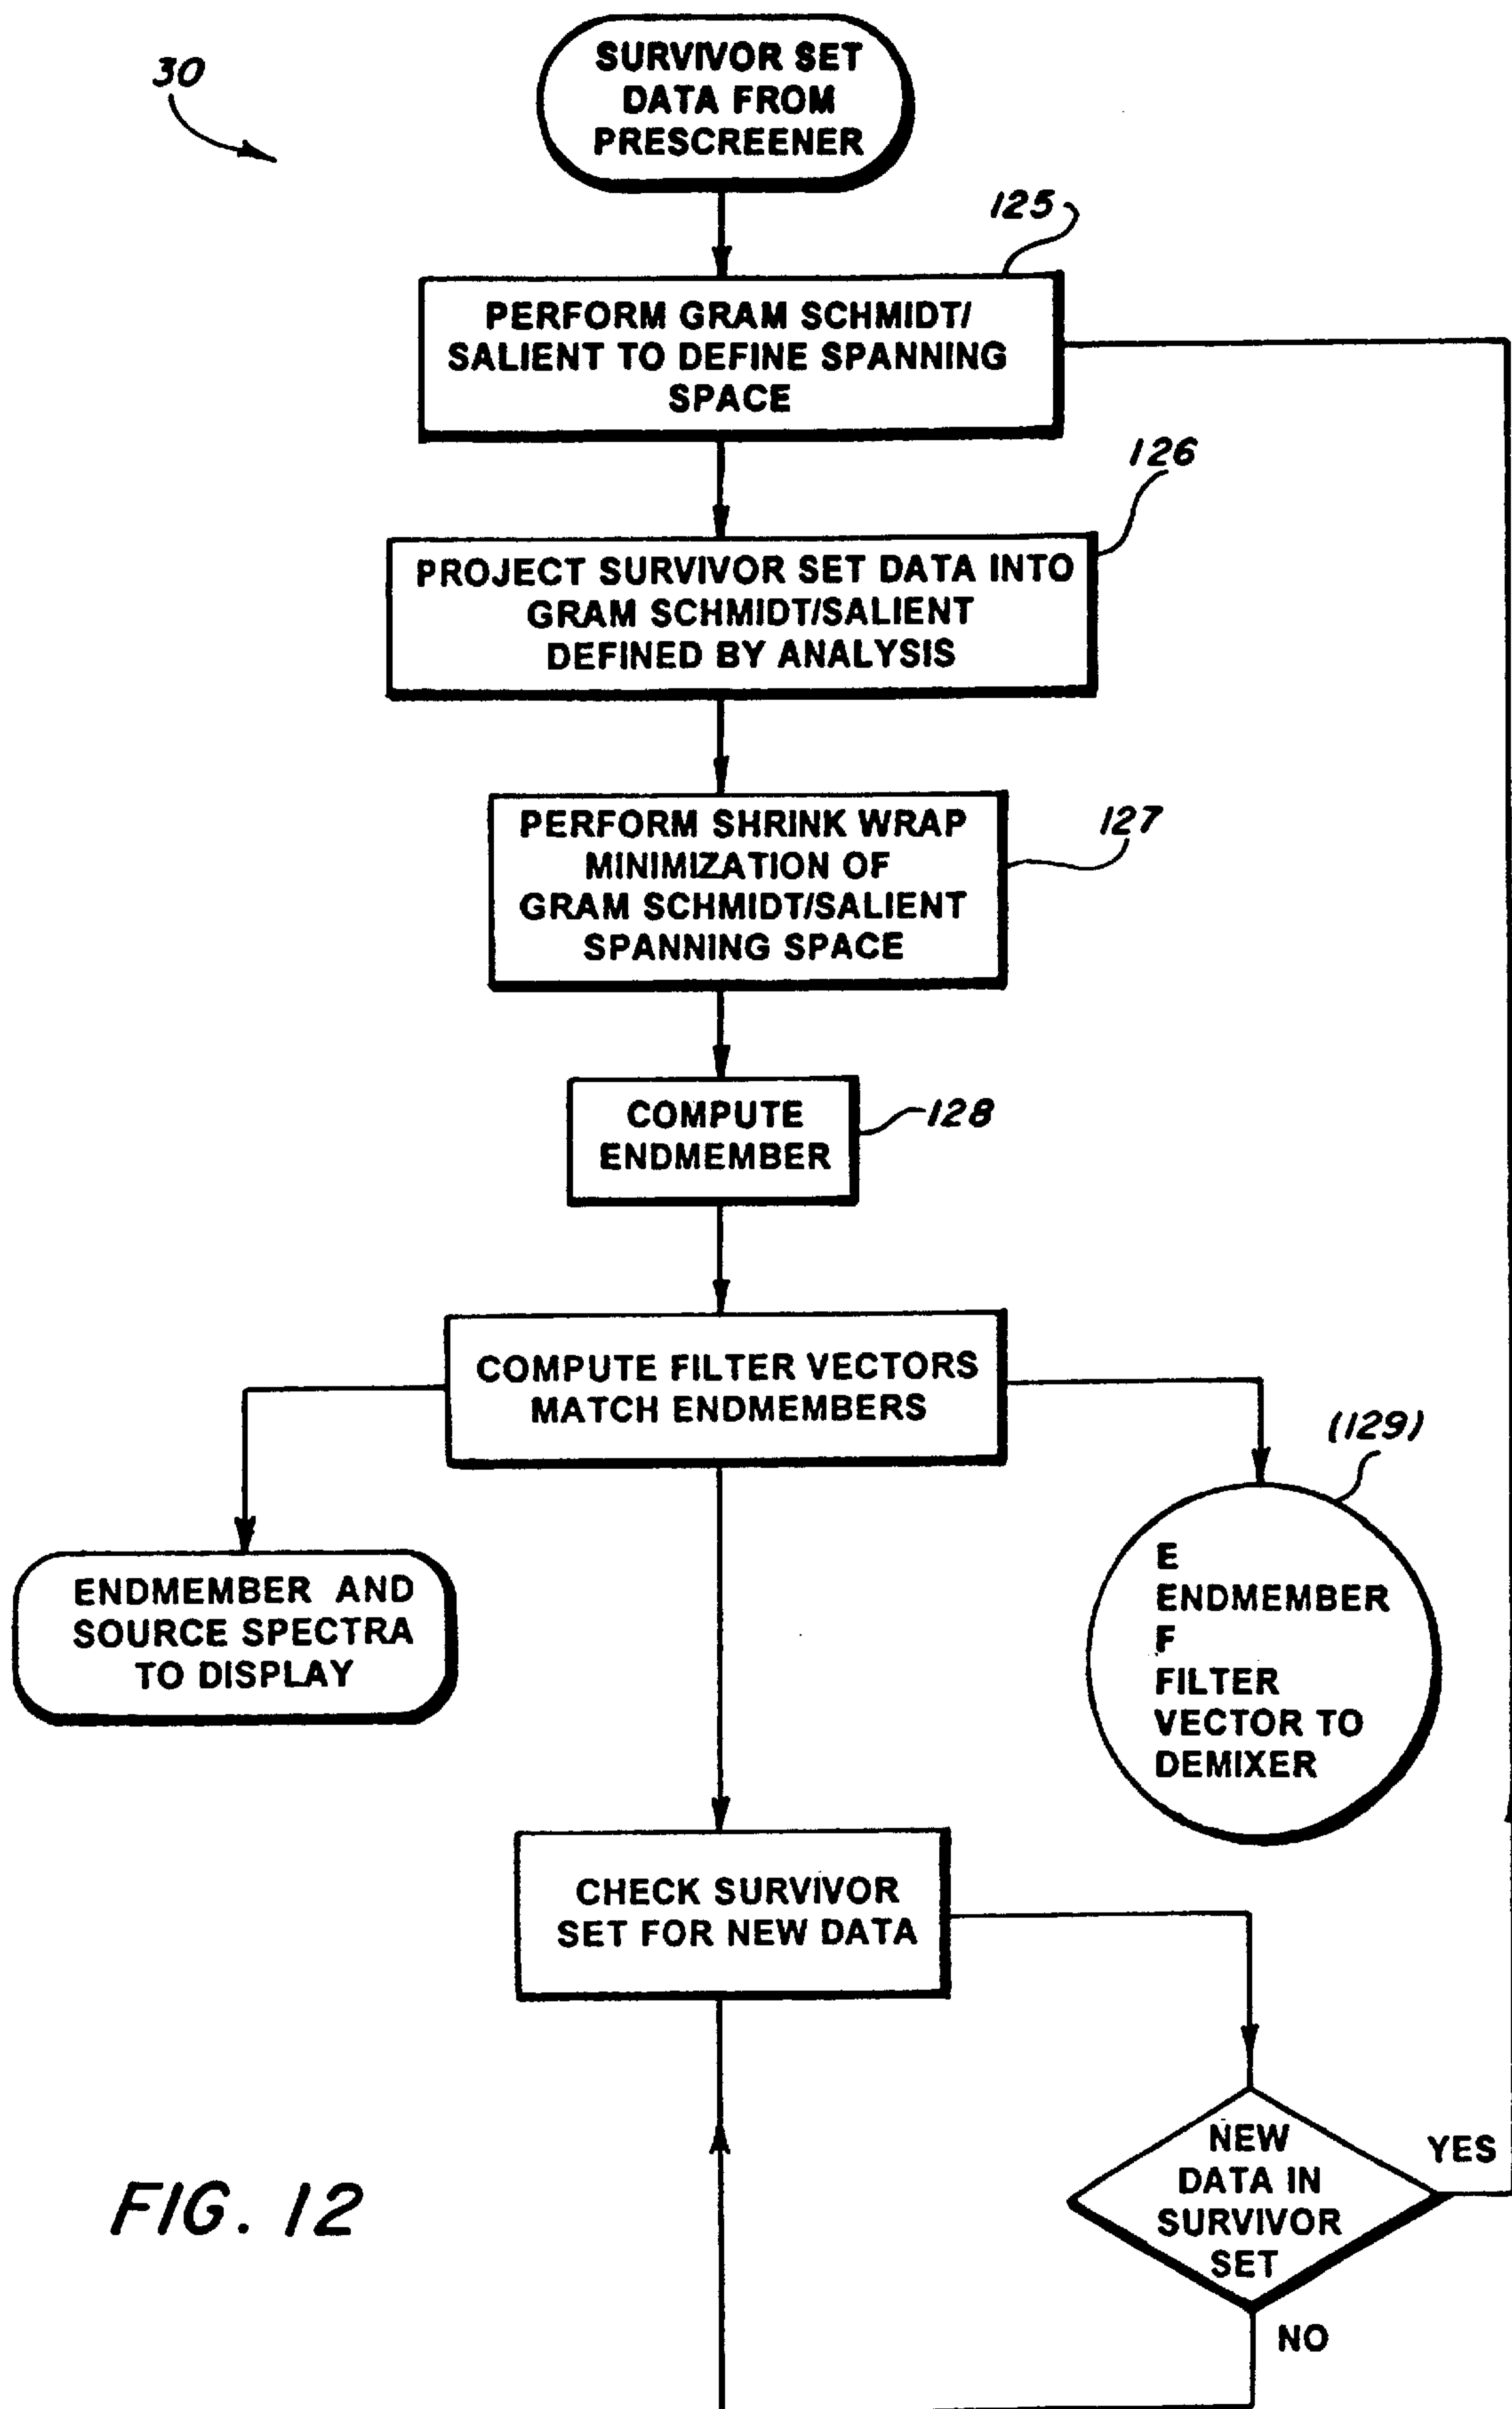 30
SURVIVOR SET
DATA FROM
PRESCREENER
125
PERFORM GRAM SCHMIDT/
SALIENT TO DEFINE SPANNING
SPACE
126
PROJECT SURVIVOR SET DATA INTO
GRAM SCHMIDT/SALIENT
DEFINED BY ANALYSIS
127
PERFORM SHRINK WRAP
MINIMIZATION OF
GRAM SCHMIDT/SALIENT
SPANNING SPACE
COMPUTE
ENDMEMBER
128
COMPUTE FILTER VECTORS
MATCH ENDMEMBERS
(129)
ENDMEMBER AND
SOURCE SPECTRA
TO DISPLAY
E
ENDMEMBER
F
FILTER
VECTOR TO
DEMIXER
CHECK SURVIVOR
SET FOR NEW DATA
NEW
DATA IN
SURVIVOR
SET
YES
NO
FIG. 12